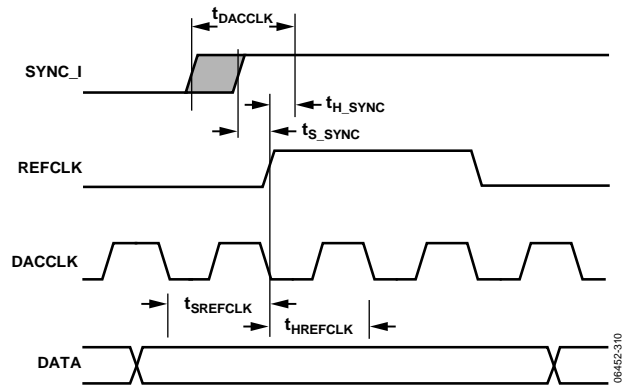 tDACCLK
SYNC_I
tH_SYNC
tS_SYNC
REFCLK
DACCLK
tSREFCLK
tHREFCLK
DATA
06452-310